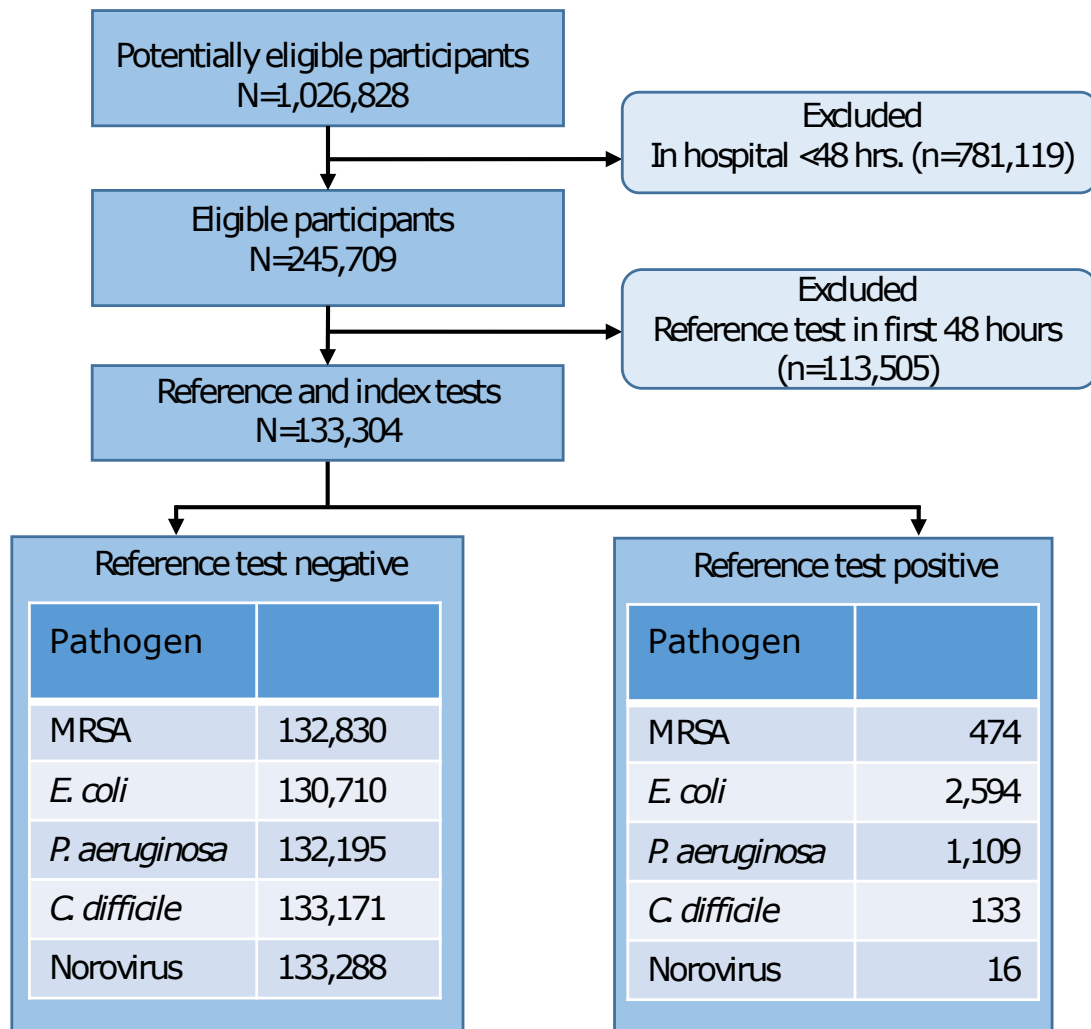 Potentially eligible participants
N=1,026,828
Excluded
In hospital <48 hrs. (n=781,119)
Eligible participants
N=245,709
Excluded
Reference test in first 48 hours
(n=113,505)
Reference and index tests
N=133,304
Reference test negative
Pathogen
MRSA 132,830
E. coli 130,710
P. aeruginosa 132,195
C. difficile 133,171
Norovirus 133,288
Reference test positive
Pathogen
MRSA 474
E. coli 2,594
P. aeruginosa 1,109
C. difficile 133
Norovirus 16